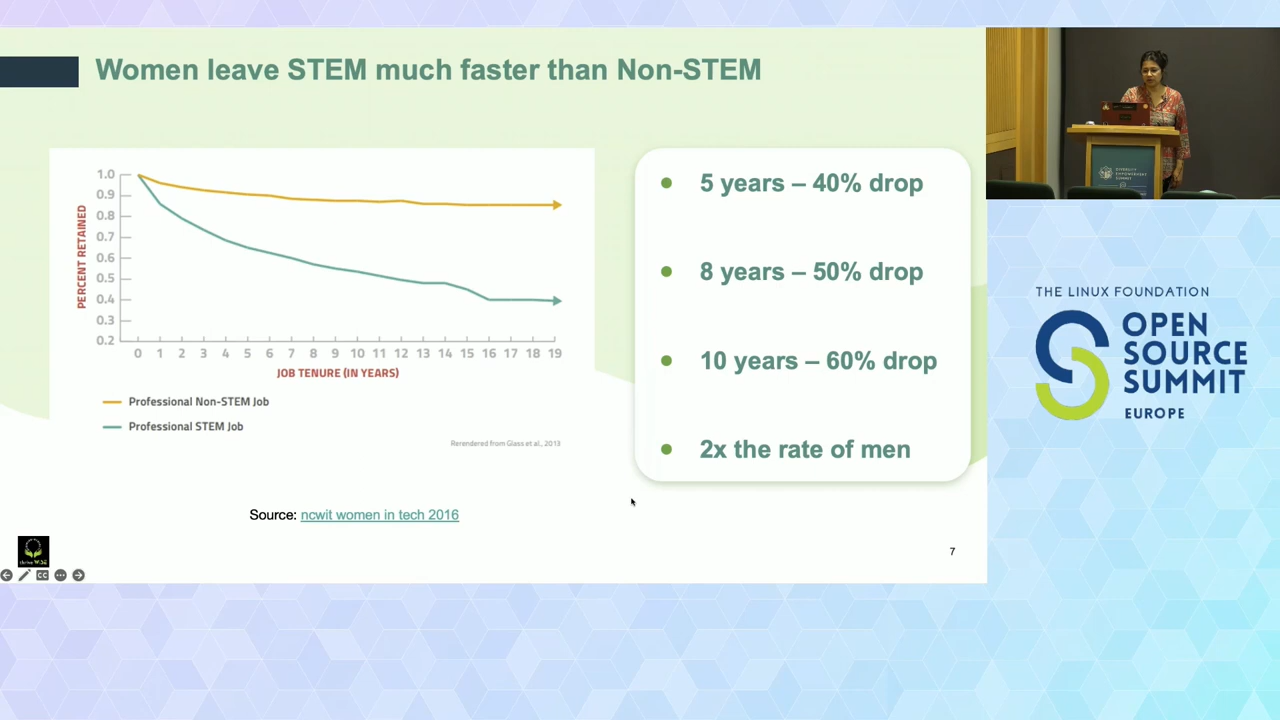 Women leave STEM much faster than Non-STEM
1.0
0.9
0.8
0.7
0.6
0.5
0.4
0.3
0.2
PERCENT RETAINED
0 1 2 3 4 5 6 7 8 9 10 11 12 13 14 15 16 17 18 19
JOB TENURE (IN YEARS)
Professional Non-STEM Job
Professional STEM Job
Rerendered from Glass et al., 2013
Source: ncwit women in tech 2016
• 5 years – 40% drop
• 8 years – 50% drop
• 10 years – 60% drop
• 2x the rate of men
7
CC
THE LINUX FOUNDATION
OPEN
SOURCE
SUMMIT
EUROPE